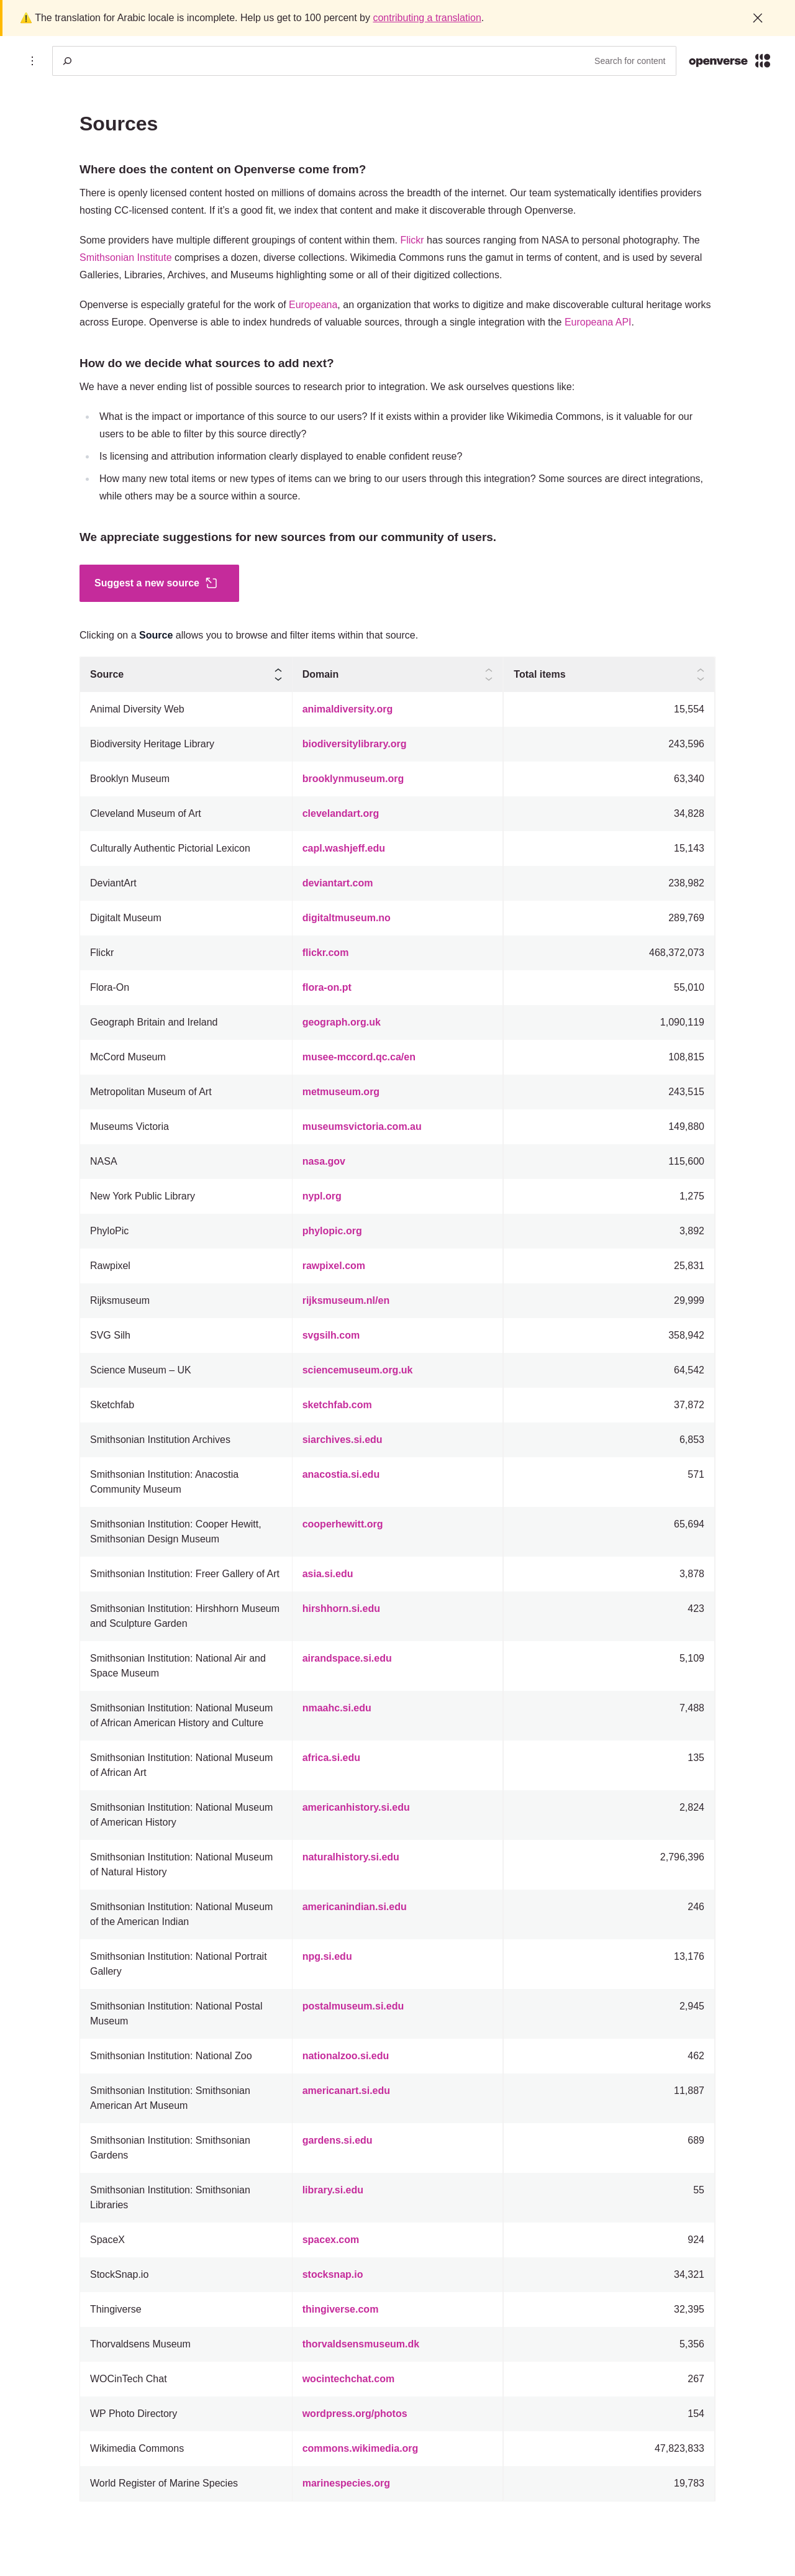 ⚠️ The translation for Arabic locale is incomplete. Help us get to 100 percent by contributing a translation.
Search for content
openverse
Sources
Where does the content on Openverse come from?
There is openly licensed content hosted on millions of domains across the breadth of the internet. Our team systematically identifies providers
hosting CC-licensed content. If it's a good fit, we index that content and make it discoverable through Openverse.
Some providers have multiple different groupings of content within them. Flickr has sources ranging from NASA to personal photography. The
Smithsonian Institute comprises a dozen, diverse collections. Wikimedia Commons runs the gamut in terms of content, and is used by several
Galleries, Libraries, Archives, and Museums highlighting some or all of their digitized collections.
Openverse is especially grateful for the work of Europeana, an organization that works to digitize and make discoverable cultural heritage works
across Europe. Openverse is able to index hundreds of valuable sources, through a single integration with the Europeana API.
How do we decide what sources to add next?
We have a never ending list of possible sources to research prior to integration. We ask ourselves questions like:
What is the impact or importance of this source to our users? If it exists within a provider like Wikimedia Commons, is it valuable for our
users to be able to filter by this source directly?
Is licensing and attribution information clearly displayed to enable confident reuse?
How many new total items or new types of items can we bring to our users through this integration? Some sources are direct integrations,
while others may be a source within a source.
We appreciate suggestions for new sources from our community of users.
Suggest a new source
Clicking on a Source allows you to browse and filter items within that source.
Source Domain Total items
Animal Diversity Web animaldiversity.org 15,554
Biodiversity Heritage Library biodiversitylibrary.org 243,596
Brooklyn Museum brooklynmuseum.org 63,340
Cleveland Museum of Art clevelandart.org 34,828
Culturally Authentic Pictorial Lexicon capl.washjeff.edu 15,143
DeviantArt deviantart.com 238,982
Digitalt Museum digitaltmuseum.no 289,769
Flickr flickr.com 468,372,073
Flora-On flora-on.pt 55,010
Geograph Britain and Ireland geograph.org.uk 1,090,119
McCord Museum musee-mccord.qc.ca/en 108,815
Metropolitan Museum of Art metmuseum.org 243,515
Museums Victoria museumsvictoria.com.au 149,880
NASA nasa.gov 115,600
New York Public Library nypl.org 1,275
PhyloPic phylopic.org 3,892
Rawpixel rawpixel.com 25,831
Rijksmuseum rijksmuseum.nl/en 29,999
SVG Silh svgsilh.com 358,942
Science Museum – UK sciencemuseum.org.uk 64,542
Sketchfab sketchfab.com 37,872
Smithsonian Institution Archives siarchives.si.edu 6,853
Smithsonian Institution: Anacostia anacostia.si.edu 571
Community Museum
Smithsonian Institution: Cooper Hewitt, cooperhewitt.org 65,694
Smithsonian Design Museum
Smithsonian Institution: Freer Gallery of Art asia.si.edu 3,878
Smithsonian Institution: Hirshhorn Museum hirshhorn.si.edu 423
and Sculpture Garden
Smithsonian Institution: National Air and airandspace.si.edu 5,109
Space Museum
Smithsonian Institution: National Museum nmaahc.si.edu 7,488
of African American History and Culture
Smithsonian Institution: National Museum africa.si.edu 135
of African Art
Smithsonian Institution: National Museum americanhistory.si.edu 2,824
of American History
Smithsonian Institution: National Museum naturalhistory.si.edu 2,796,396
of Natural History
Smithsonian Institution: National Museum americanindian.si.edu 246
of the American Indian
Smithsonian Institution: National Portrait npg.si.edu 13,176
Gallery
Smithsonian Institution: National Postal postalmuseum.si.edu 2,945
Museum
Smithsonian Institution: National Zoo nationalzoo.si.edu 462
Smithsonian Institution: Smithsonian americanart.si.edu 11,887
American Art Museum
Smithsonian Institution: Smithsonian gardens.si.edu 689
Gardens
Smithsonian Institution: Smithsonian library.si.edu 55
Libraries
SpaceX spacex.com 924
StockSnap.io stocksnap.io 34,321
Thingiverse thingiverse.com 32,395
Thorvaldsens Museum thorvaldsensmuseum.dk 5,356
WOCinTech Chat wocintechchat.com 267
WP Photo Directory wordpress.org/photos 154
Wikimedia Commons commons.wikimedia.org 47,823,833
World Register of Marine Species marinespecies.org 19,783